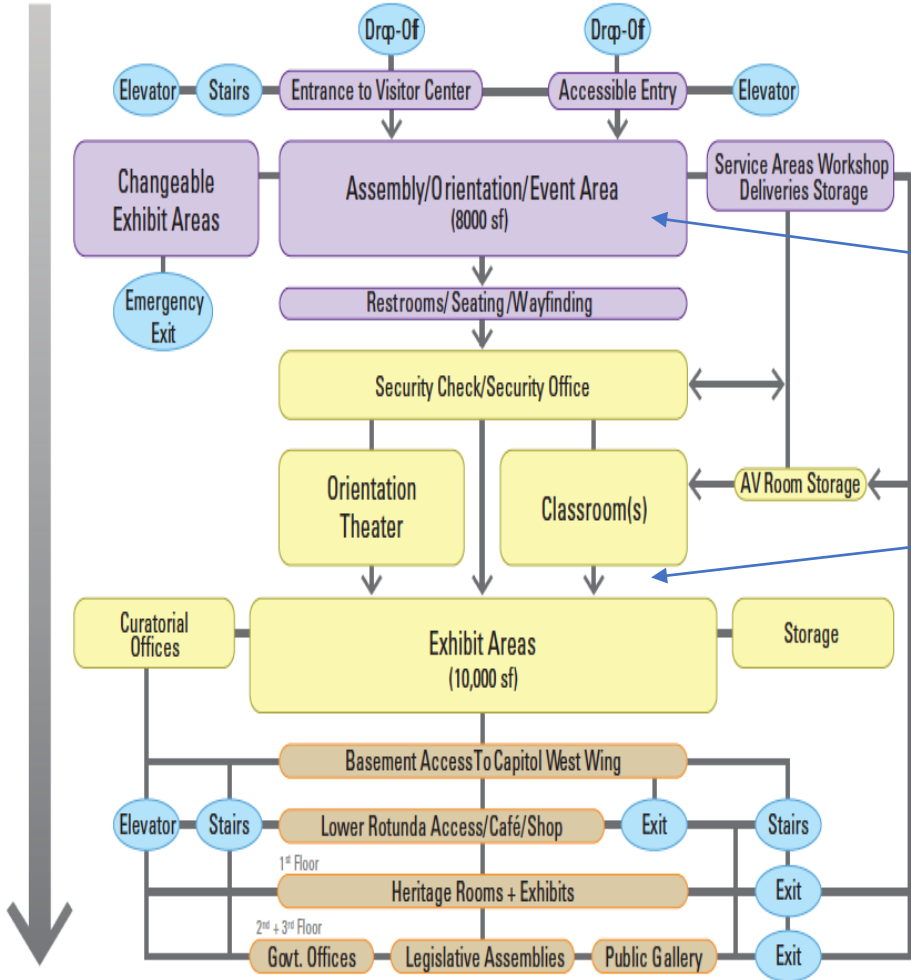 Drop-Off
Drop-Off
Elevator
Stairs
Entrance to Visitor Center
Accessible Entry
Elevator
Changeable
Exhibit Areas
Assembly/Orientation/Event Area
(8000 sf)
Service Areas Workshop
Deliveries Storage
Emergency
Exit
Restrooms/ Seating /Wayfinding
Security Check/Security Office
Orientation
Theater
Classroom(s)
AV Room Storage
Curatorial
Offices
Exhibit Areas
(10,000 sf)
Storage
Basement Access To Capitol West Wing
Elevator
Stairs
Lower Rotunda Access/Café/Shop
Exit
Stairs
1st Floor
Heritage Rooms + Exhibits
Exit
2nd + 3rd Floor
Govt. Offices
Legislative Assemblies
Public Gallery
Exit